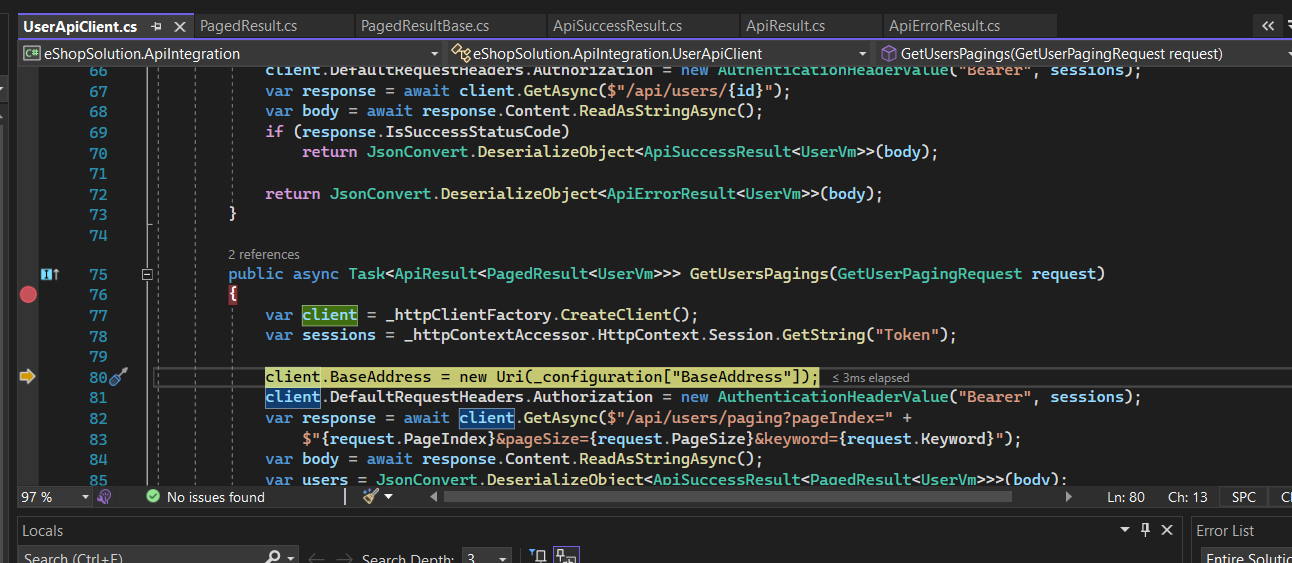 UserApiClient.cs PagedResult.cs PagedResultBase.cs ApiSuccessResult.cs ApiResult.cs ApiErrorResult.cs
C# eShopSolution.ApiIntegration eShopSolution.ApiIntegration.UserApiClient GetUsersPagings(GetUserPagingRequest request)
66 client.DefaultRequestHeaders.Authorization = new AuthenticationHeaderValue("Bearer", sessions);
67 var response = await client.GetAsync($"/api/users/{id}");
68 var body = await response.Content.ReadAsStringAsync();
69 if (response.IsSuccessStatusCode)
70 return JsonConvert.DeserializeObject<ApiSuccessResult<UserVm>>(body);
71
72 return JsonConvert.DeserializeObject<ApiErrorResult<UserVm>>(body);
73 }
74
2 references
75 public async Task<ApiResult<PagedResult<UserVm>>> GetUsersPagings(GetUserPagingRequest request)
76 {
77 var client = _httpClientFactory.CreateClient();
78 var sessions = _httpContextAccessor.HttpContext.Session.GetString("Token");
79
80 client.BaseAddress = new Uri(_configuration["BaseAddress"]); ≤ 3ms elapsed
81 client.DefaultRequestHeaders.Authorization = new AuthenticationHeaderValue("Bearer", sessions);
82 var response = await client.GetAsync($"/api/users/paging?pageIndex=" +
83 $"{request.PageIndex}&pageSize={request.PageSize}&keyword={request.Keyword}");
84 var body = await response.Content.ReadAsStringAsync();
85 var users = JsonConvert.DeserializeObject<ApiSuccessResult<PagedResult<UserVm>>>(body);
97 % No issues found Ln: 80 Ch: 13 SPC
Locals Error List
Search (Ctrl+E) Search Depth: 3 Entire Solutio